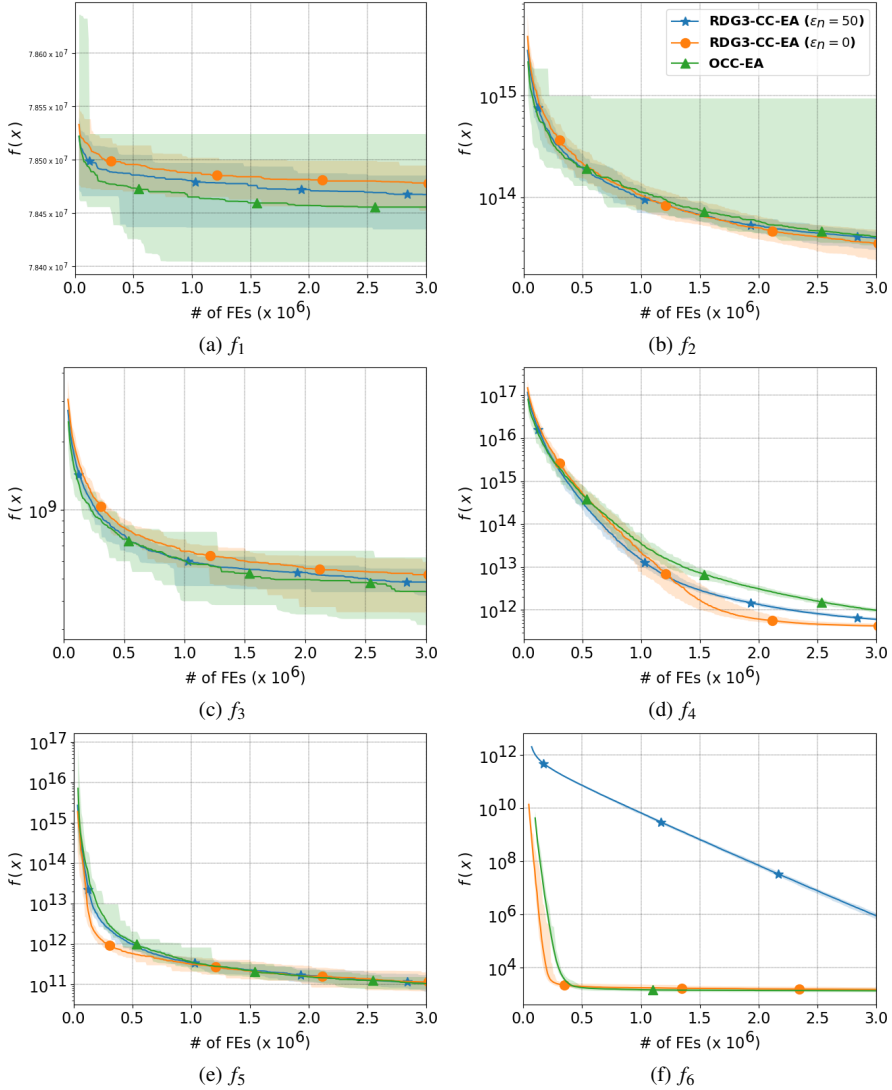 7.860 x 10^7
7.855 x 10^7
7.850 x 10^7
7.845 x 10^7
7.840 x 10^7
f(x)
0.0 0.5 1.0 1.5 2.0 2.5 3.0
# of FEs (x 10^6)
(a) f_1
RDG3-CC-EA (ε_n = 50)
RDG3-CC-EA (ε_n = 0)
OCC-EA
10^15
10^14
f(x)
0.0 0.5 1.0 1.5 2.0 2.5 3.0
# of FEs (x 10^6)
(b) f_2
10^9
f(x)
0.0 0.5 1.0 1.5 2.0 2.5 3.0
# of FEs (x 10^6)
(c) f_3
10^17
10^16
10^15
10^14
10^13
10^12
f(x)
0.0 0.5 1.0 1.5 2.0 2.5 3.0
# of FEs (x 10^6)
(d) f_4
10^17
10^16
10^15
10^14
10^13
10^12
10^11
f(x)
0.0 0.5 1.0 1.5 2.0 2.5 3.0
# of FEs (x 10^6)
(e) f_5
10^12
10^10
10^8
10^6
10^4
f(x)
0.0 0.5 1.0 1.5 2.0 2.5 3.0
# of FEs (x 10^6)
(f) f_6